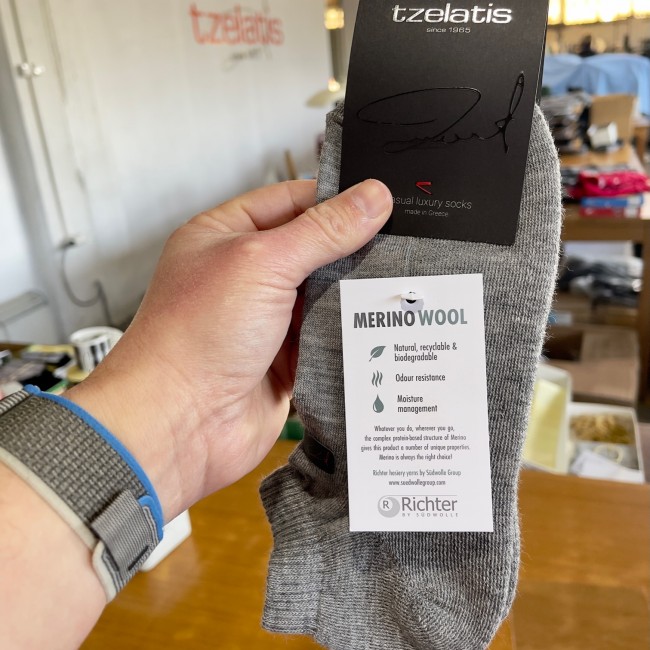 tzelatis
tzelatis
since 1965
casual luxury socks
made in Greece
MERINO WOOL
Natural, recyclable &
biodegradable
Odour resistance
Moisture
management
Whatever you do, wherever you go,
the complex protein-based structure of Merino
gives this product a number of unique properties.
Merino is always the right choice!
Richter hosiery yarns by Südwolle Group
www.suedwollegroup.com
R Richter
BY SÜDWOLLE